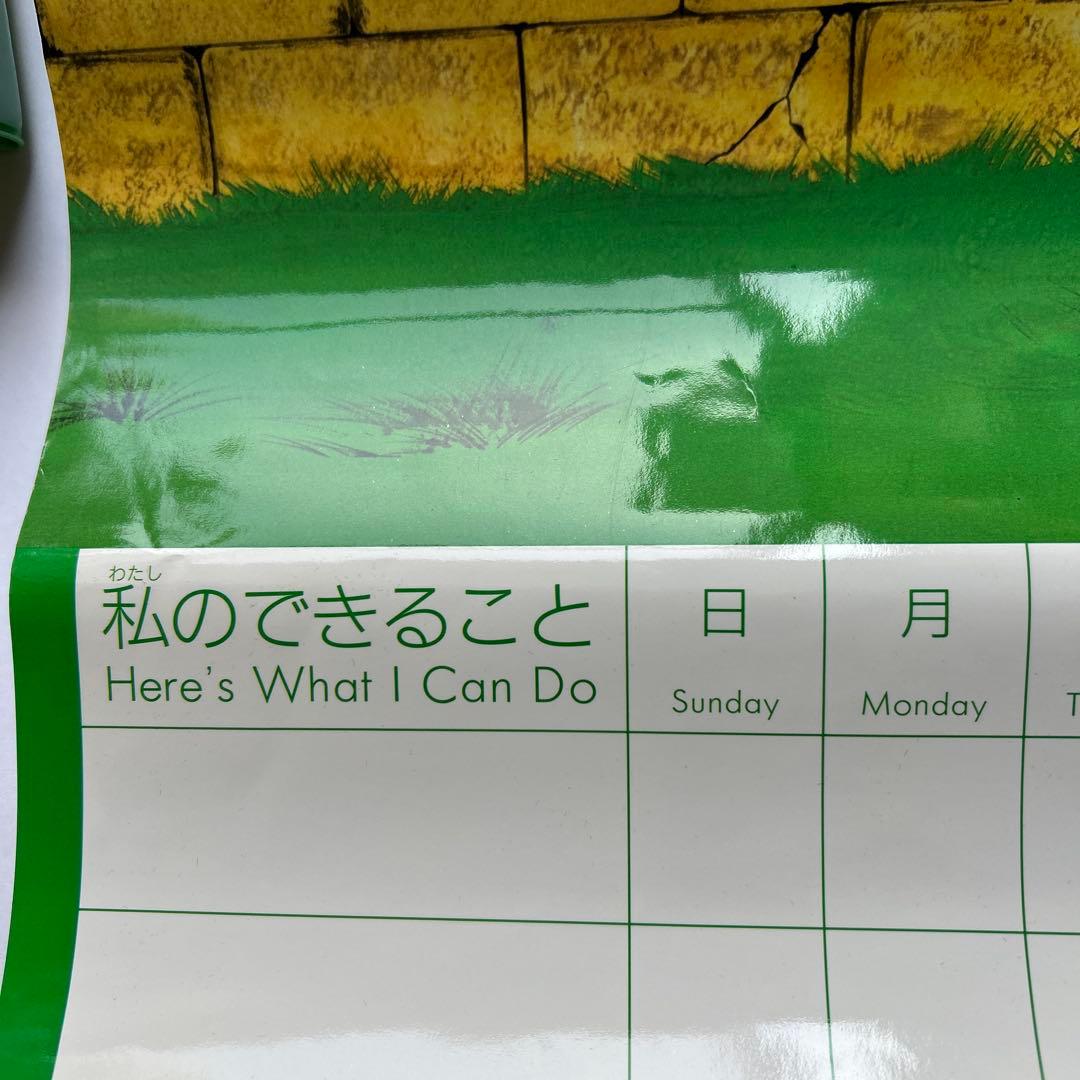 わたし
私のできること
Here's What I Can Do
日
Sunday
月
Monday